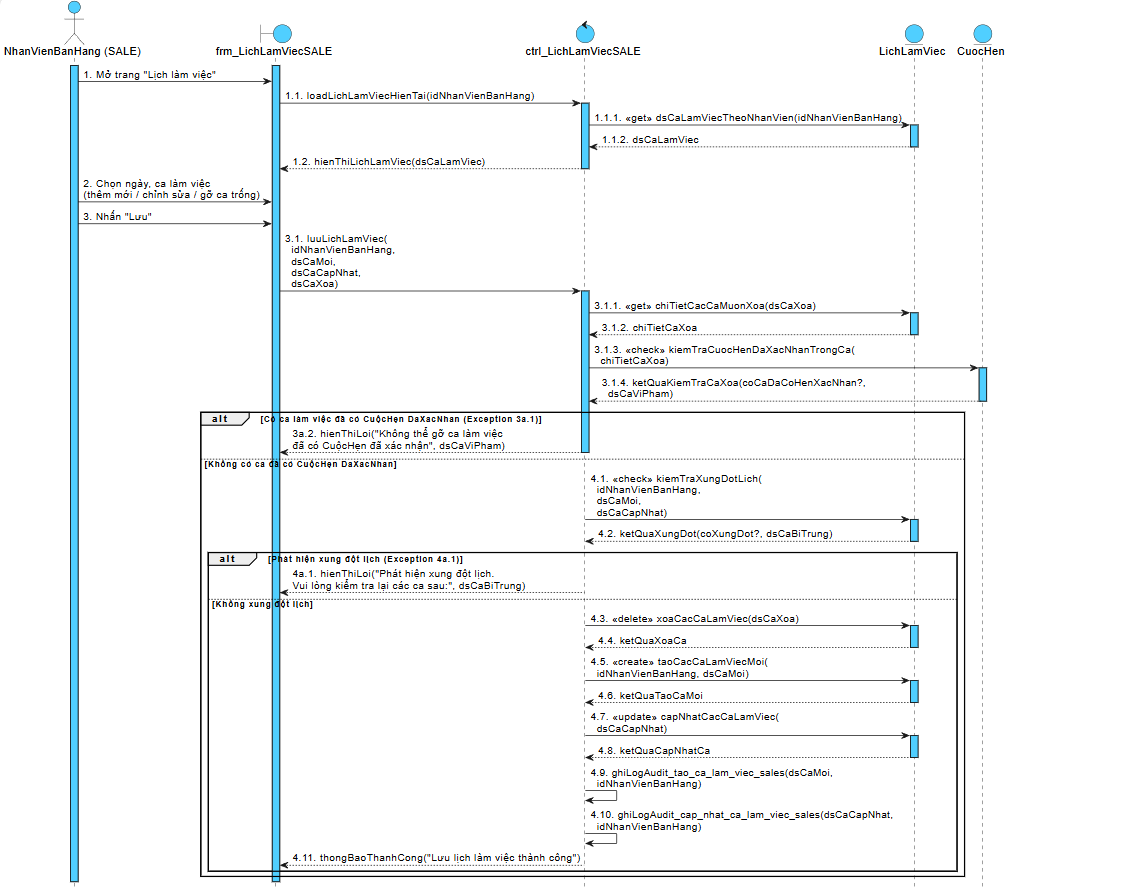 NhanVienBanHang (SALE)
frm_LichLamViecSALE
ctrl_LichLamViecSALE
LichLamViec
CuocHen
1. Mở trang "Lịch làm việc"
1.1. loadLichLamViecHienTai(idNhanVienBanHang)
1.1.1. «get» dsCaLamViecTheoNhanVien(idNhanVienBanHang)
1.1.2. dsCaLamViec
1.2. hienThiLichLamViec(dsCaLamViec)
2. Chọn ngày, ca làm việc
(thêm mới / chỉnh sửa / gỡ ca trống)
3. Nhấn "Lưu"
3.1. luuLichLamViec(
idNhanVienBanHang,
dsCaMoi,
dsCaCapNhat,
dsCaXoa)
3.1.1. «get» chiTietCacCaMuonXoa(dsCaXoa)
3.1.2. chiTietCaXoa
3.1.3. «check» kiemTraCuocHenDaXacNhanTrongCa(
chiTietCaXoa)
3.1.4. ketQuaKiemTraCaXoa(coCaDaCoHenXacNhan?,
dsCaViPham)
alt
[Có ca làm việc đã có CuộcHẹn DaXacNhan (Exception 3a.1)]
3a.2. hienThiLoi("Không thể gỡ ca làm việc
đã có CuộcHẹn đã xác nhận", dsCaViPham)
[Không có ca đã có CuộcHẹn DaXacNhan]
4.1. «check» kiemTraXungDotLich(
idNhanVienBanHang,
dsCaMoi,
dsCaCapNhat)
4.2. ketQuaXungDot(coXungDot?, dsCaBiTrung)
alt
[Phát hiện xung đột lịch (Exception 4a.1)]
4a.1. hienThiLoi("Phát hiện xung đột lịch.
Vui lòng kiểm tra lại các ca sau:", dsCaBiTrung)
[Không xung đột lịch]
4.3. «delete» xoaCacCaLamViec(dsCaXoa)
4.4. ketQuaXoaCa
4.5. «create» taoCacCaLamViecMoi(
idNhanVienBanHang, dsCaMoi)
4.6. ketQuaTaoCaMoi
4.7. «update» capNhatCacCaLamViec(
dsCaCapNhat)
4.8. ketQuaCapNhatCa
4.9. ghiLogAudit_tao_ca_lam_viec_sales(dsCaMoi,
idNhanVienBanHang)
4.10. ghiLogAudit_cap_nhat_ca_lam_viec_sales(dsCaCapNhat,
idNhanVienBanHang)
4.11. thongBaoThanhCong("Lưu lịch làm việc thành công")